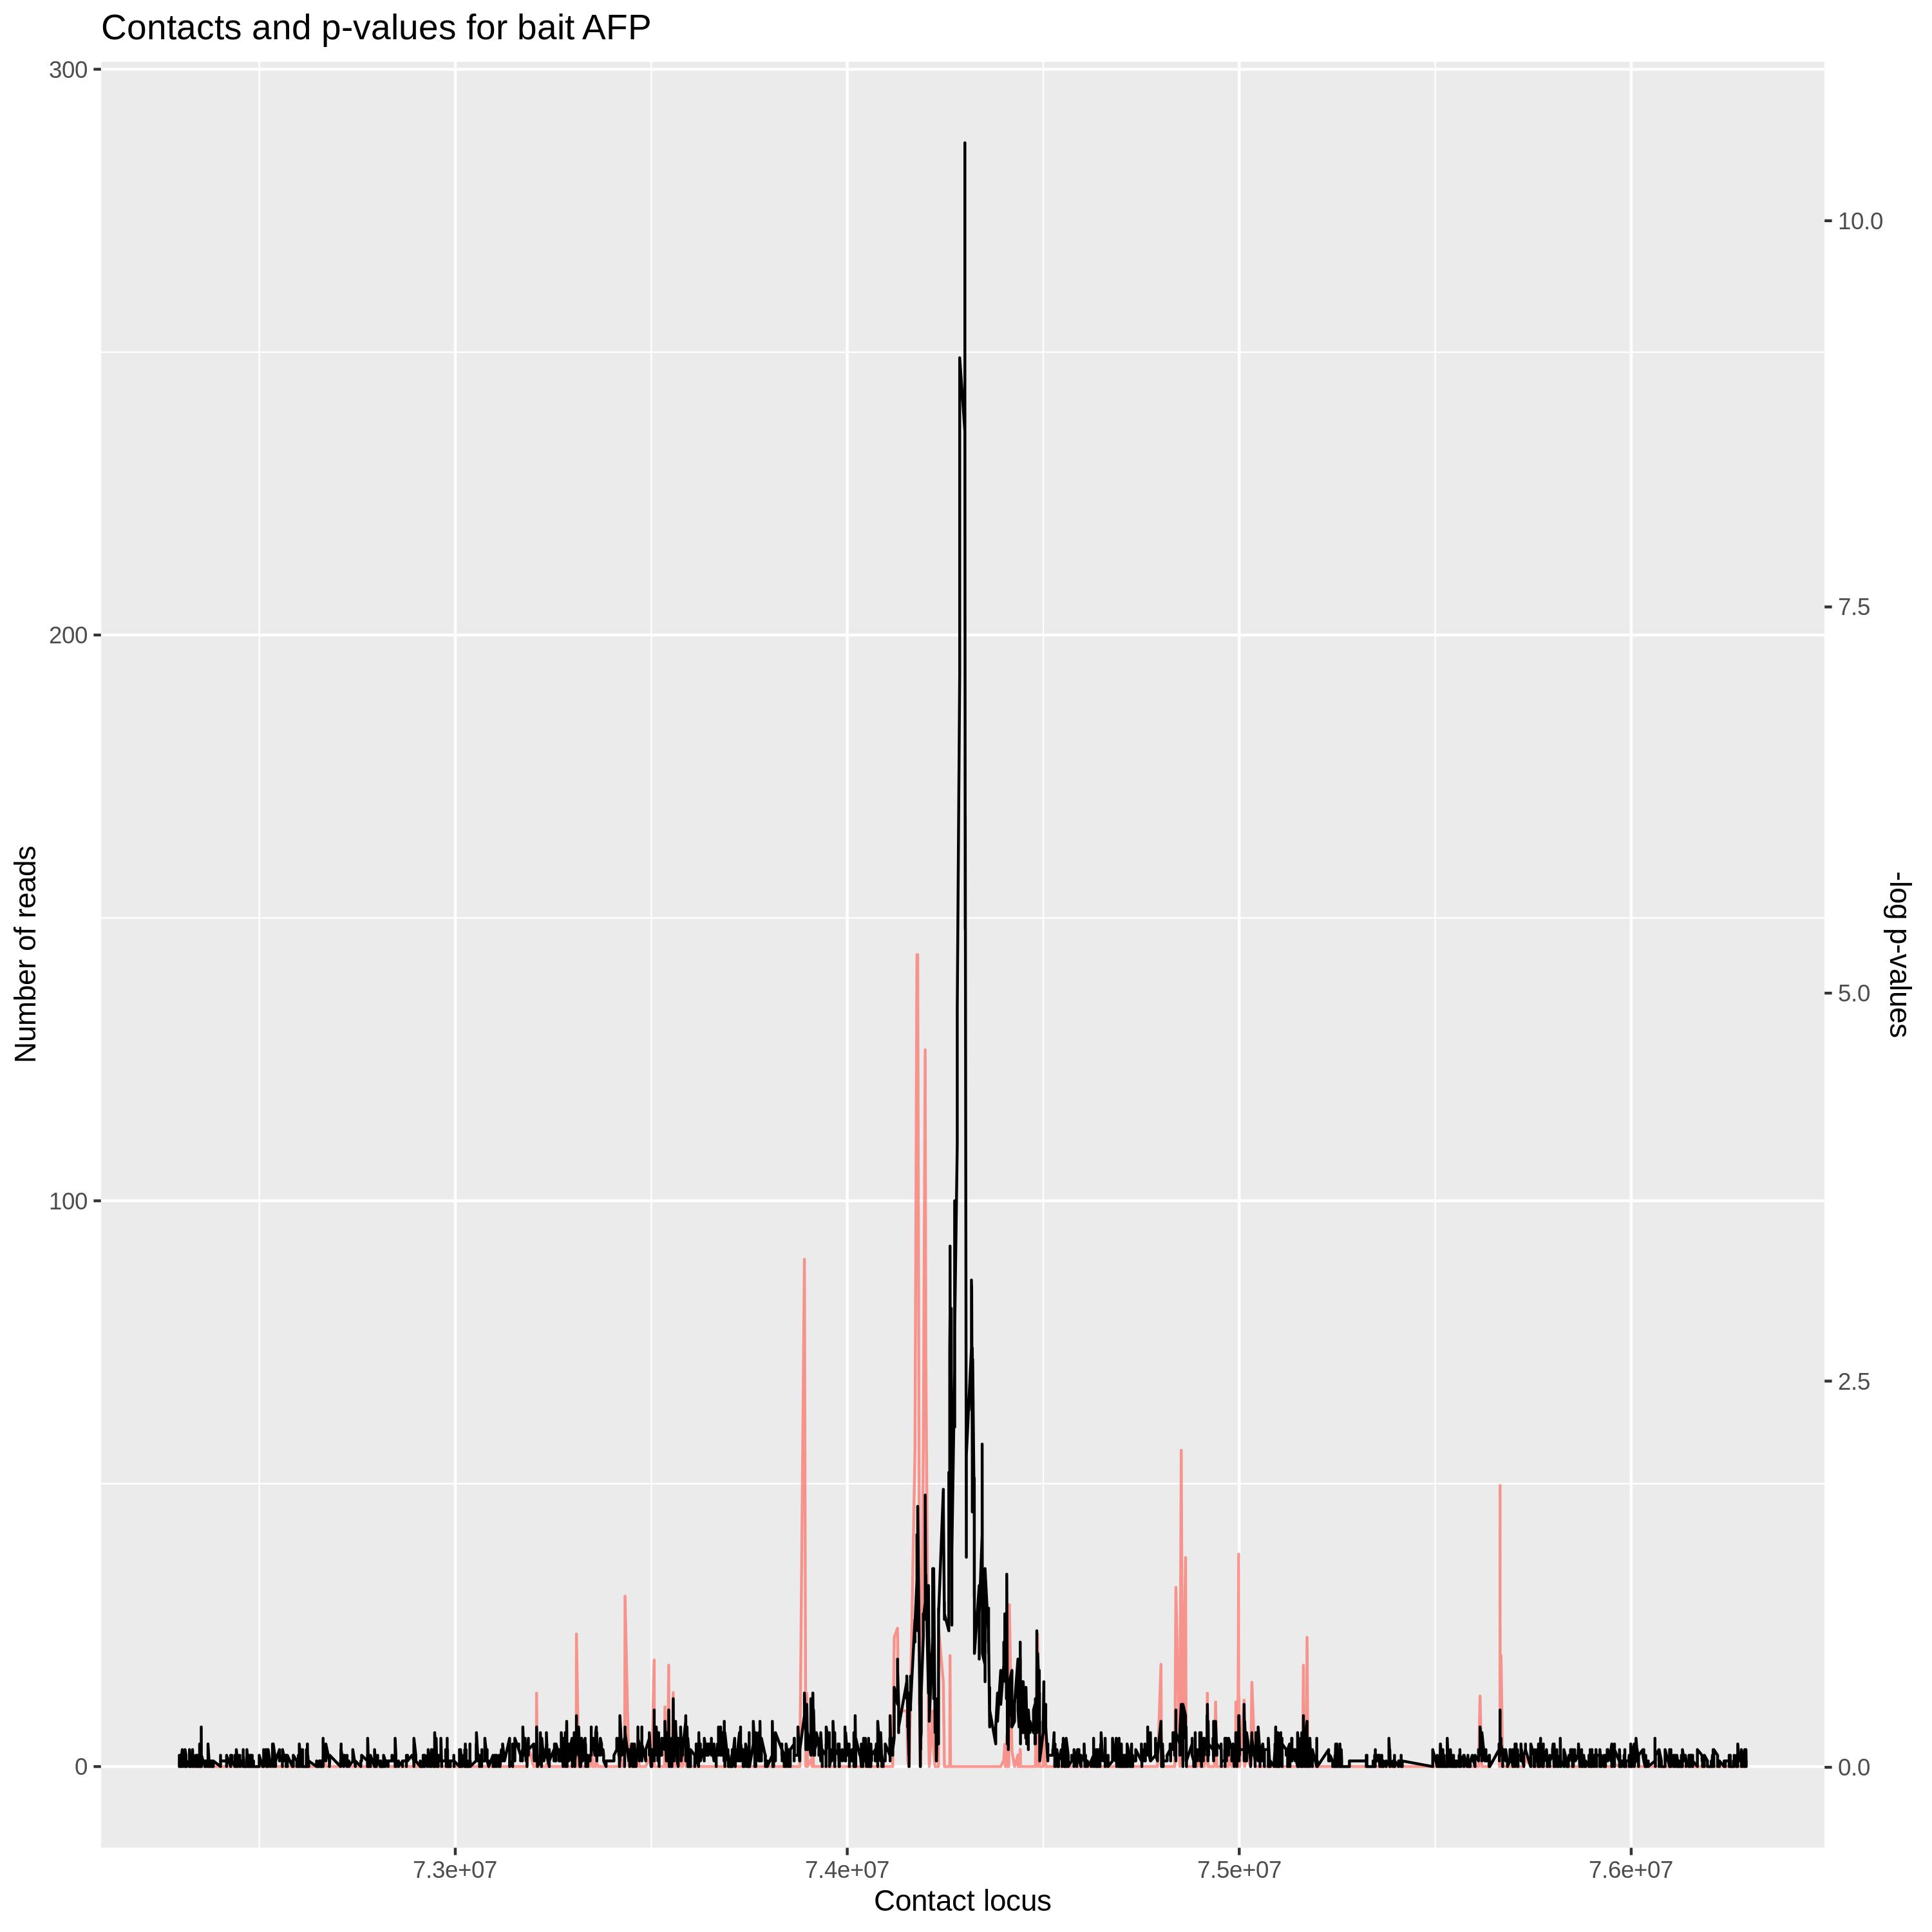 Contacts and p-values for bait AFP
300
200
100
0
Number of reads
10.0
7.5
5.0
2.5
0.0
-log p-values
7.3e+07
7.4e+07
7.5e+07
7.6e+07
Contact locus